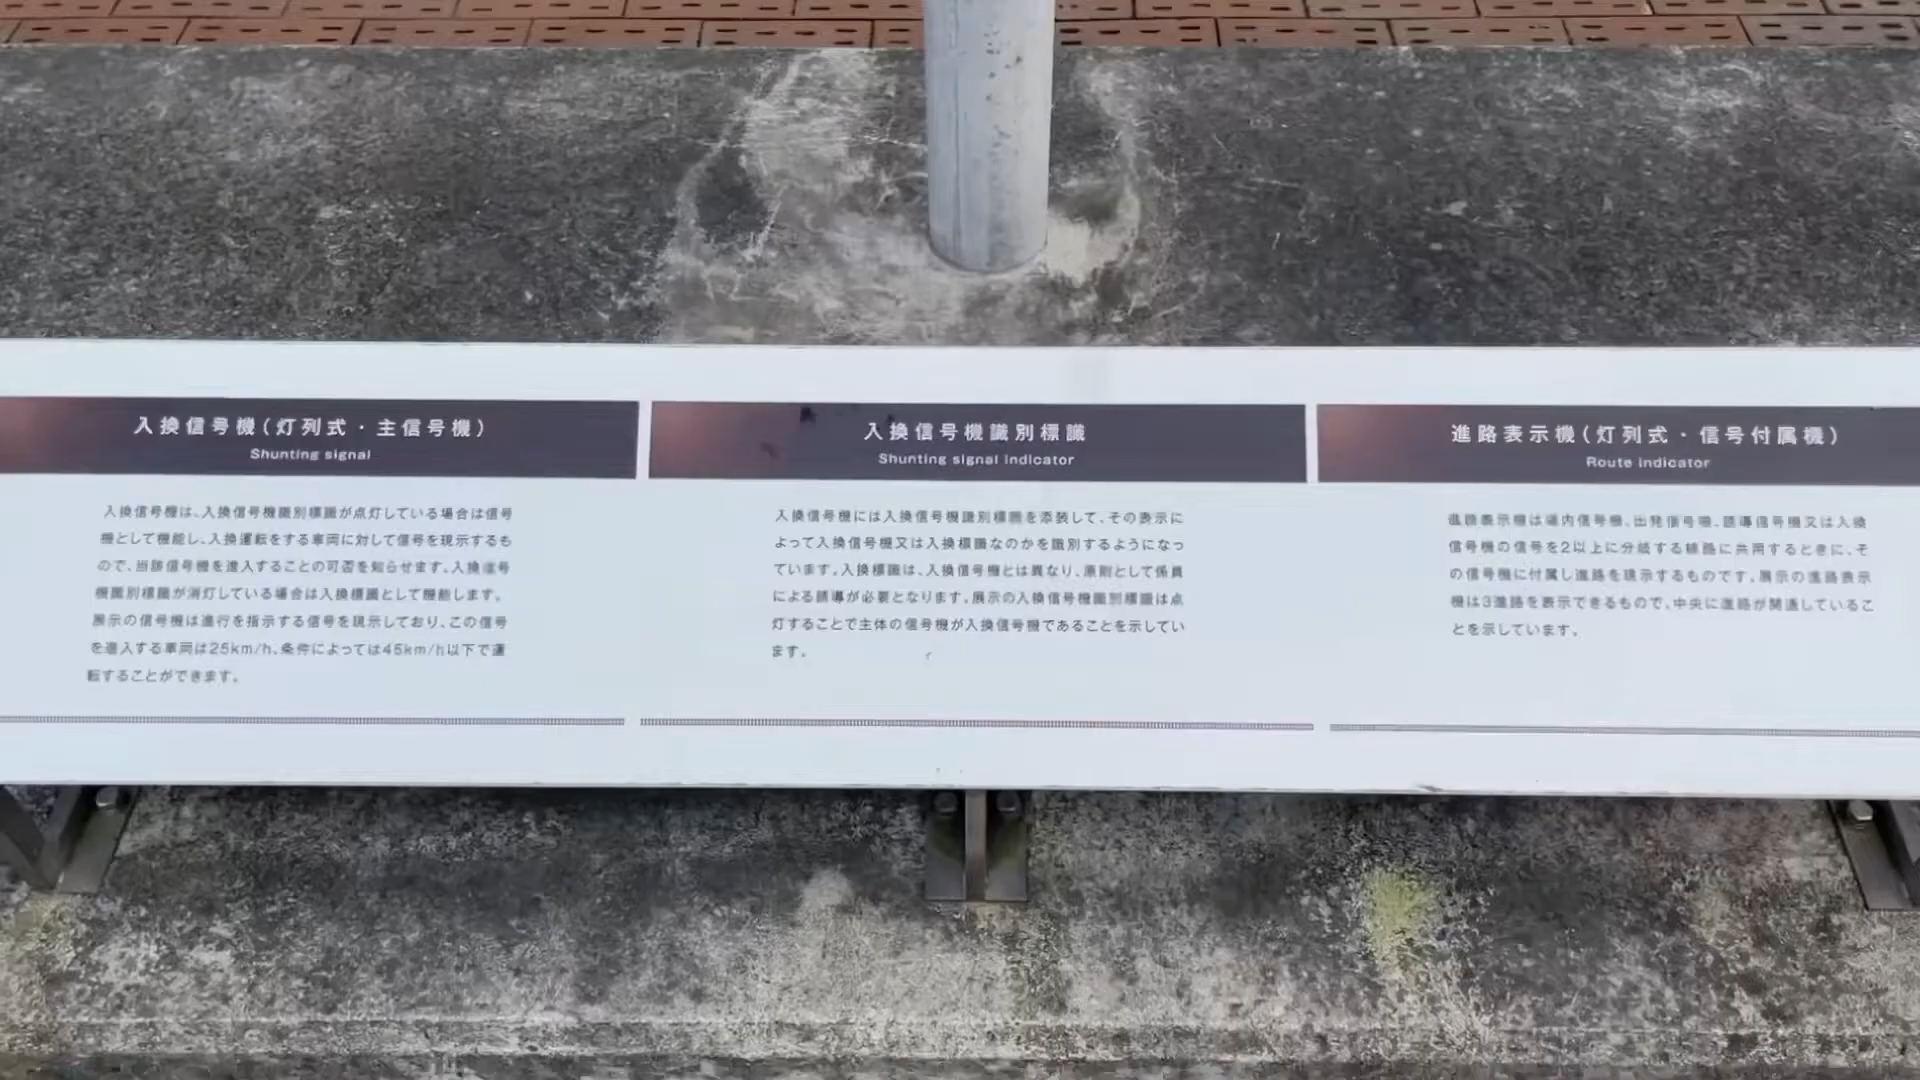 入換信号機(灯列式・主信号機)
Shunting signal
入換信号機は、入換信号機識別標識が点灯している場合は信号
機として機能し、入換運転をする車両に対して信号を現示するも
ので、当該信号機を進入することの可否を知らせます。入換信号
機識別標識が消灯している場合は入換標識として機能します。
展示の信号機は進行を指示する信号を現示しており、この信号
を進入する車両は25km/h、条件によっては45km/h以下で運
転することができます。
入換信号機識別標識
Shunting signal indicator
入換信号機には入換信号機識別標識を添装して、その表示に
よって入換信号機又は入換標識なのかを識別するようになっ
ています。入換標識は、入換信号機とは異なり、原則として係員
による誘導が必要となります。展示の入換信号機識別標識は点
灯することで主体の信号機が入換信号機であることを示してい
ます。
進路表示機(灯列式・信号付属機)
Route indicator
進路表示機は場内信号機、出発信号機、誘導信号機又は入換
信号機の信号を2以上に分岐する線路に共用するときに、そ
の信号機に付属し進路を現示するものです。展示の進路表示
機は3進路を表示できるもので、中央に進路が開通しているこ
とを示しています。